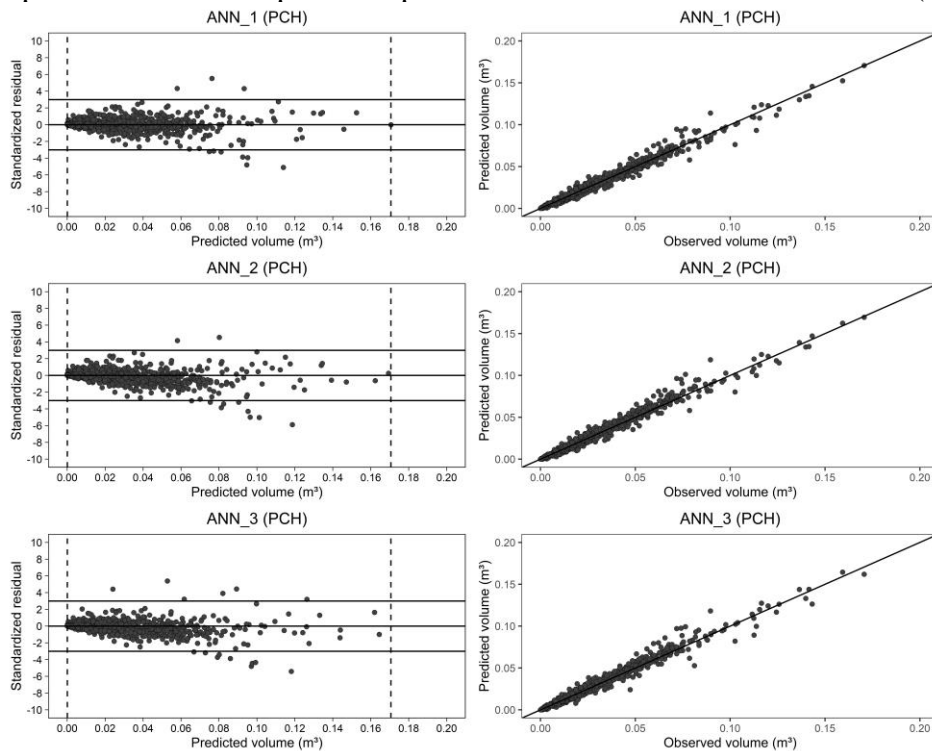 ANN_1 (PCH)
ANN_1 (PCH)
10
8
6
4
2
0
-2
-4
-6
-8
-10
Standardized residual
0.00 0.02 0.04 0.06 0.08 0.10 0.12 0.14 0.16 0.18 0.20
Predicted volume (m³)
0.20
0.15
0.10
0.05
0.00
Predicted volume (m³)
0.00 0.05 0.10 0.15 0.20
Observed volume (m³)
ANN_2 (PCH)
ANN_2 (PCH)
10
8
6
4
2
0
-2
-4
-6
-8
-10
Standardized residual
0.00 0.02 0.04 0.06 0.08 0.10 0.12 0.14 0.16 0.18 0.20
Predicted volume (m³)
0.20
0.15
0.10
0.05
0.00
Predicted volume (m³)
0.00 0.05 0.10 0.15 0.20
Observed volume (m³)
ANN_3 (PCH)
ANN_3 (PCH)
10
8
6
4
2
0
-2
-4
-6
-8
-10
Standardized residual
0.00 0.02 0.04 0.06 0.08 0.10 0.12 0.14 0.16 0.18 0.20
Predicted volume (m³)
0.20
0.15
0.10
0.05
0.00
Predicted volume (m³)
0.00 0.05 0.10 0.15 0.20
Observed volume (m³)